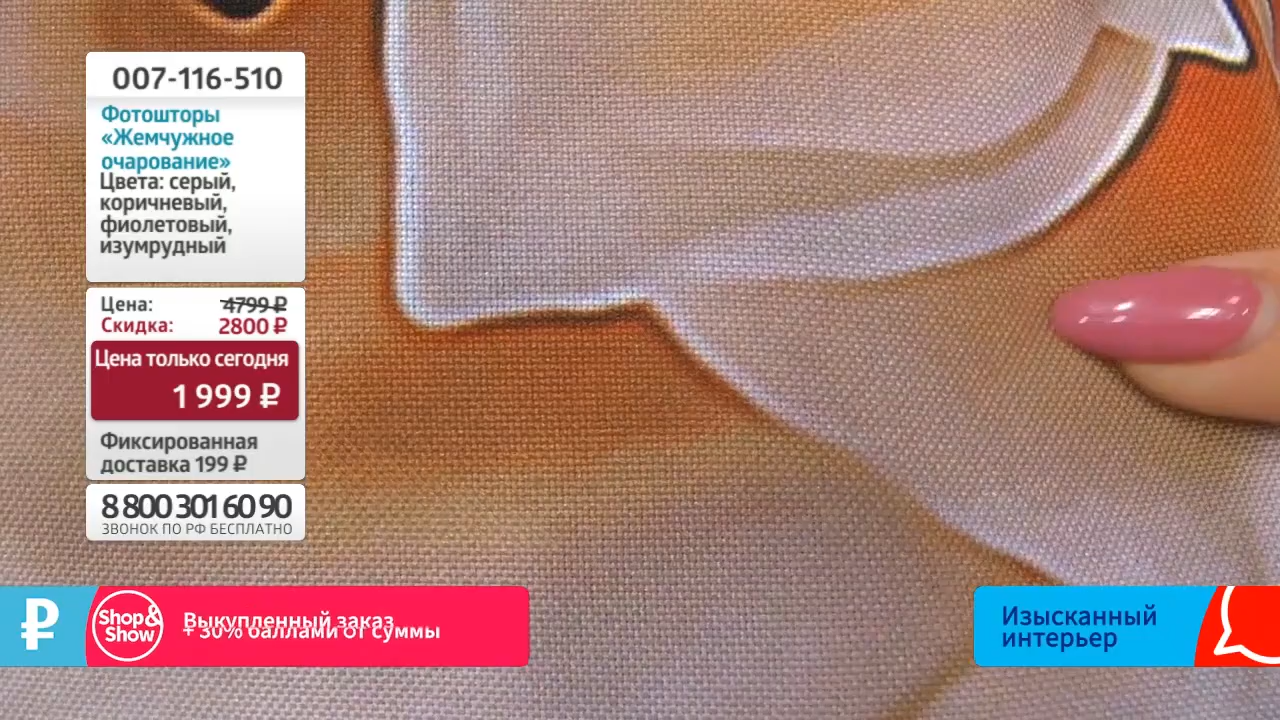 007-116-510
Фотошторы
«Жемчужное
очарование»
Цвета: серый,
коричневый,
фиолетовый,
изумрудный
Цена: 4799 ₽
Скидка: 2800 ₽
Цена только сегодня
1 999 ₽
Фиксированная
доставка 199 ₽
8 800 301 60 90
ЗВОНОК ПО РФ БЕСПЛАТНО
₽
Shop&
Show
Выкупленный заказ
+ 30% баллами от суммы
Изысканный
интерьер